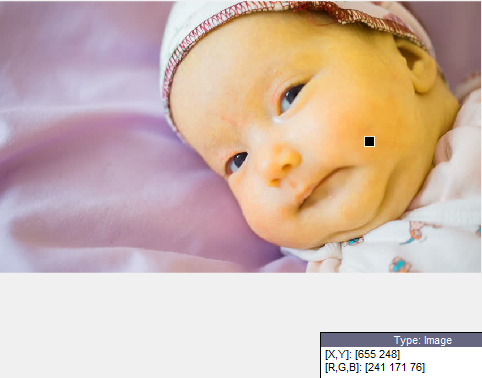 Type: Image
[X,Y]: [655 248]
[R,G,B]: [241 171 76]